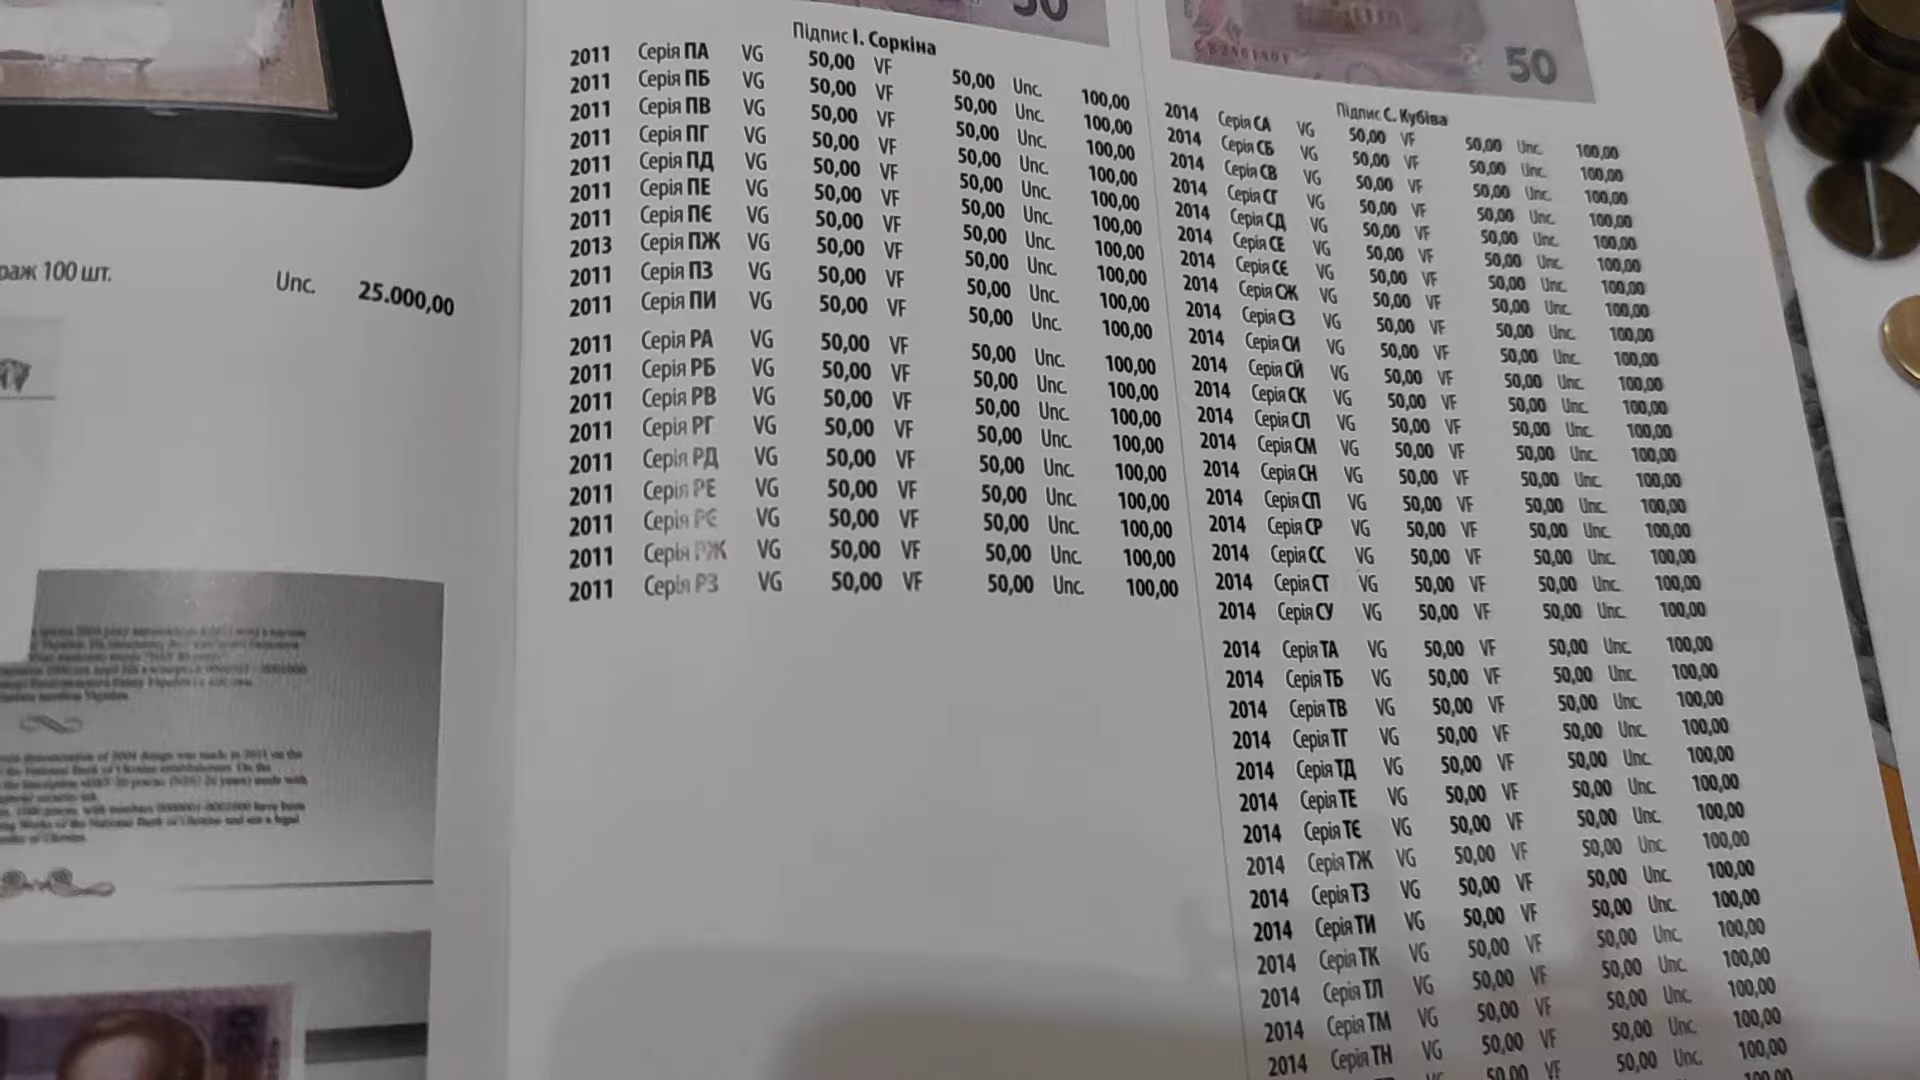 раж 100 шт. Unc. 25.000,00
50
Підпис І. Соркіна
2011 Серія ПА VG 50,00 VF 50,00 Unc. 100,00
2011 Серія ПБ VG 50,00 VF 50,00 Unc. 100,00
2011 Серія ПВ VG 50,00 VF 50,00 Unc. 100,00
2011 Серія ПГ VG 50,00 VF 50,00 Unc. 100,00
2011 Серія ПД VG 50,00 VF 50,00 Unc. 100,00
2011 Серія ПЕ VG 50,00 VF 50,00 Unc. 100,00
2011 Серія ПЄ VG 50,00 VF 50,00 Unc. 100,00
2013 Серія ПЖ VG 50,00 VF 50,00 Unc. 100,00
2011 Серія ПЗ VG 50,00 VF 50,00 Unc. 100,00
2011 Серія ПИ VG 50,00 VF 50,00 Unc. 100,00
2011 Серія РА VG 50,00 VF 50,00 Unc. 100,00
2011 Серія РБ VG 50,00 VF 50,00 Unc. 100,00
2011 Серія РВ VG 50,00 VF 50,00 Unc. 100,00
2011 Серія РГ VG 50,00 VF 50,00 Unc. 100,00
2011 Серія РД VG 50,00 VF 50,00 Unc. 100,00
2011 Серія РЕ VG 50,00 VF 50,00 Unc. 100,00
2011 Серія РЄ VG 50,00 VF 50,00 Unc. 100,00
2011 Серія РЖ VG 50,00 VF 50,00 Unc. 100,00
2011 Серія РЗ VG 50,00 VF 50,00 Unc. 100,00
50
Підпис С. Кубіва
2014 Серія СА VG 50,00 VF 50,00 Unc. 100,00
2014 Серія СБ VG 50,00 VF 50,00 Unc. 100,00
2014 Серія СВ VG 50,00 VF 50,00 Unc. 100,00
2014 Серія СГ VG 50,00 VF 50,00 Unc. 100,00
2014 Серія СД VG 50,00 VF 50,00 Unc. 100,00
2014 Серія СЕ VG 50,00 VF 50,00 Unc. 100,00
2014 Серія СЄ VG 50,00 VF 50,00 Unc. 100,00
2014 Серія СЖ VG 50,00 VF 50,00 Unc. 100,00
2014 Серія СЗ VG 50,00 VF 50,00 Unc. 100,00
2014 Серія СИ VG 50,00 VF 50,00 Unc. 100,00
2014 Серія СЙ VG 50,00 VF 50,00 Unc. 100,00
2014 Серія СК VG 50,00 VF 50,00 Unc. 100,00
2014 Серія СЛ VG 50,00 VF 50,00 Unc. 100,00
2014 Серія СМ VG 50,00 VF 50,00 Unc. 100,00
2014 Серія СН VG 50,00 VF 50,00 Unc. 100,00
2014 Серія СП VG 50,00 VF 50,00 Unc. 100,00
2014 Серія СР VG 50,00 VF 50,00 Unc. 100,00
2014 Серія СС VG 50,00 VF 50,00 Unc. 100,00
2014 Серія СТ VG 50,00 VF 50,00 Unc. 100,00
2014 Серія СУ VG 50,00 VF 50,00 Unc. 100,00
2014 Серія ТА VG 50,00 VF 50,00 Unc. 100,00
2014 Серія ТБ VG 50,00 VF 50,00 Unc. 100,00
2014 Серія ТВ VG 50,00 VF 50,00 Unc. 100,00
2014 Серія ТГ VG 50,00 VF 50,00 Unc. 100,00
2014 Серія ТД VG 50,00 VF 50,00 Unc. 100,00
2014 Серія ТЕ VG 50,00 VF 50,00 Unc. 100,00
2014 Серія ТЄ VG 50,00 VF 50,00 Unc. 100,00
2014 Серія ТЖ VG 50,00 VF 50,00 Unc. 100,00
2014 Серія ТЗ VG 50,00 VF 50,00 Unc. 100,00
2014 Серія ТИ VG 50,00 VF 50,00 Unc. 100,00
2014 Серія ТК VG 50,00 VF 50,00 Unc. 100,00
2014 Серія ТЛ VG 50,00 VF 50,00 Unc. 100,00
2014 Серія ТМ VG 50,00 VF 50,00 Unc. 100,00
2014 Серія ТН VG 50,00 VF 50,00 Unc. 100,00
50,00 VF